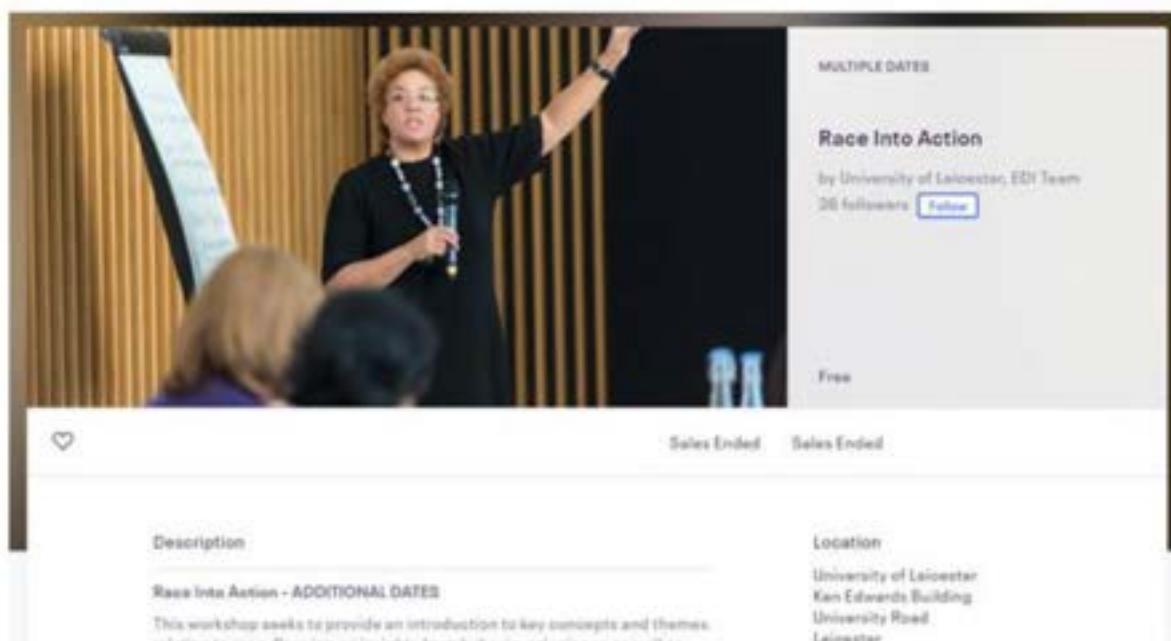 MULTIPLE DATES
Race Into Action
by University of Leicester, EDI Team
36 followers Follow
Free
Sales Ended Sales Ended
Description
Race Into Action - ADDITIONAL DATES
This workshop seeks to provide an introduction to key concepts and themes
Location
University of Leicester
Ken Edwards Building
University Road
Leicester